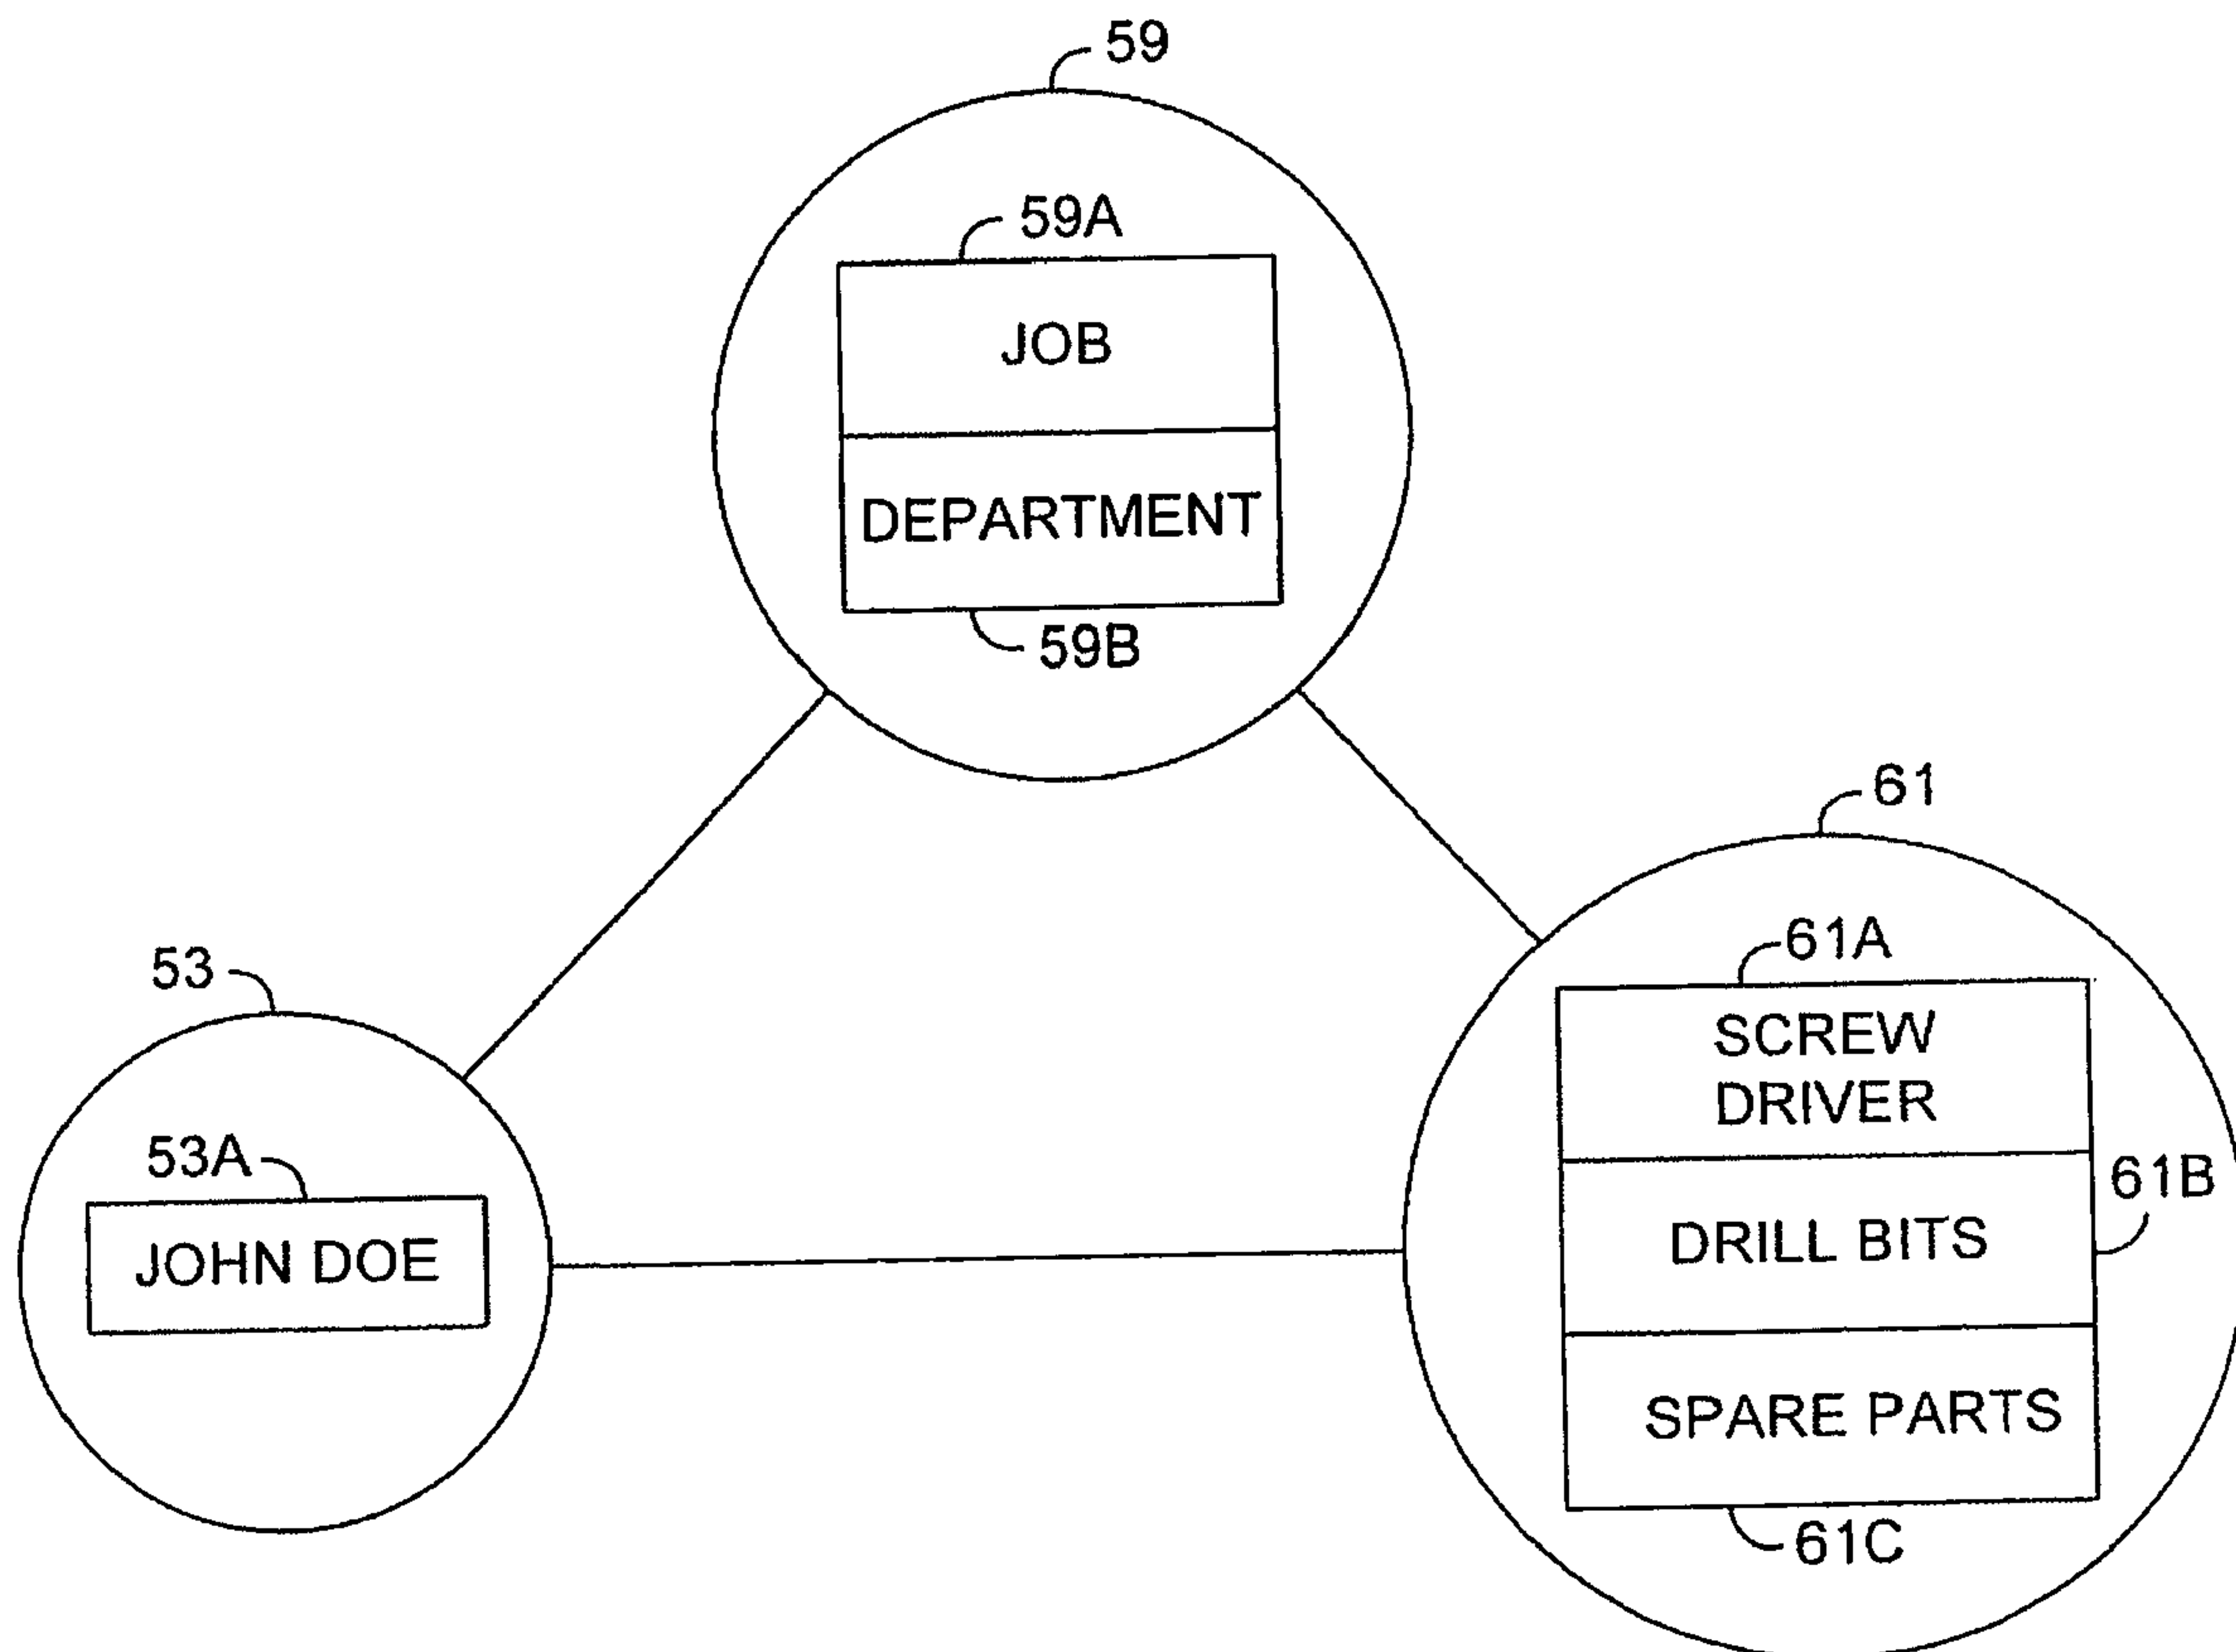 59
59A
JOB
DEPARTMENT
59B
61
61A
SCREW
DRIVER
61B
DRILL BITS
SPARE PARTS
61C
53
53A
JOHN DOE